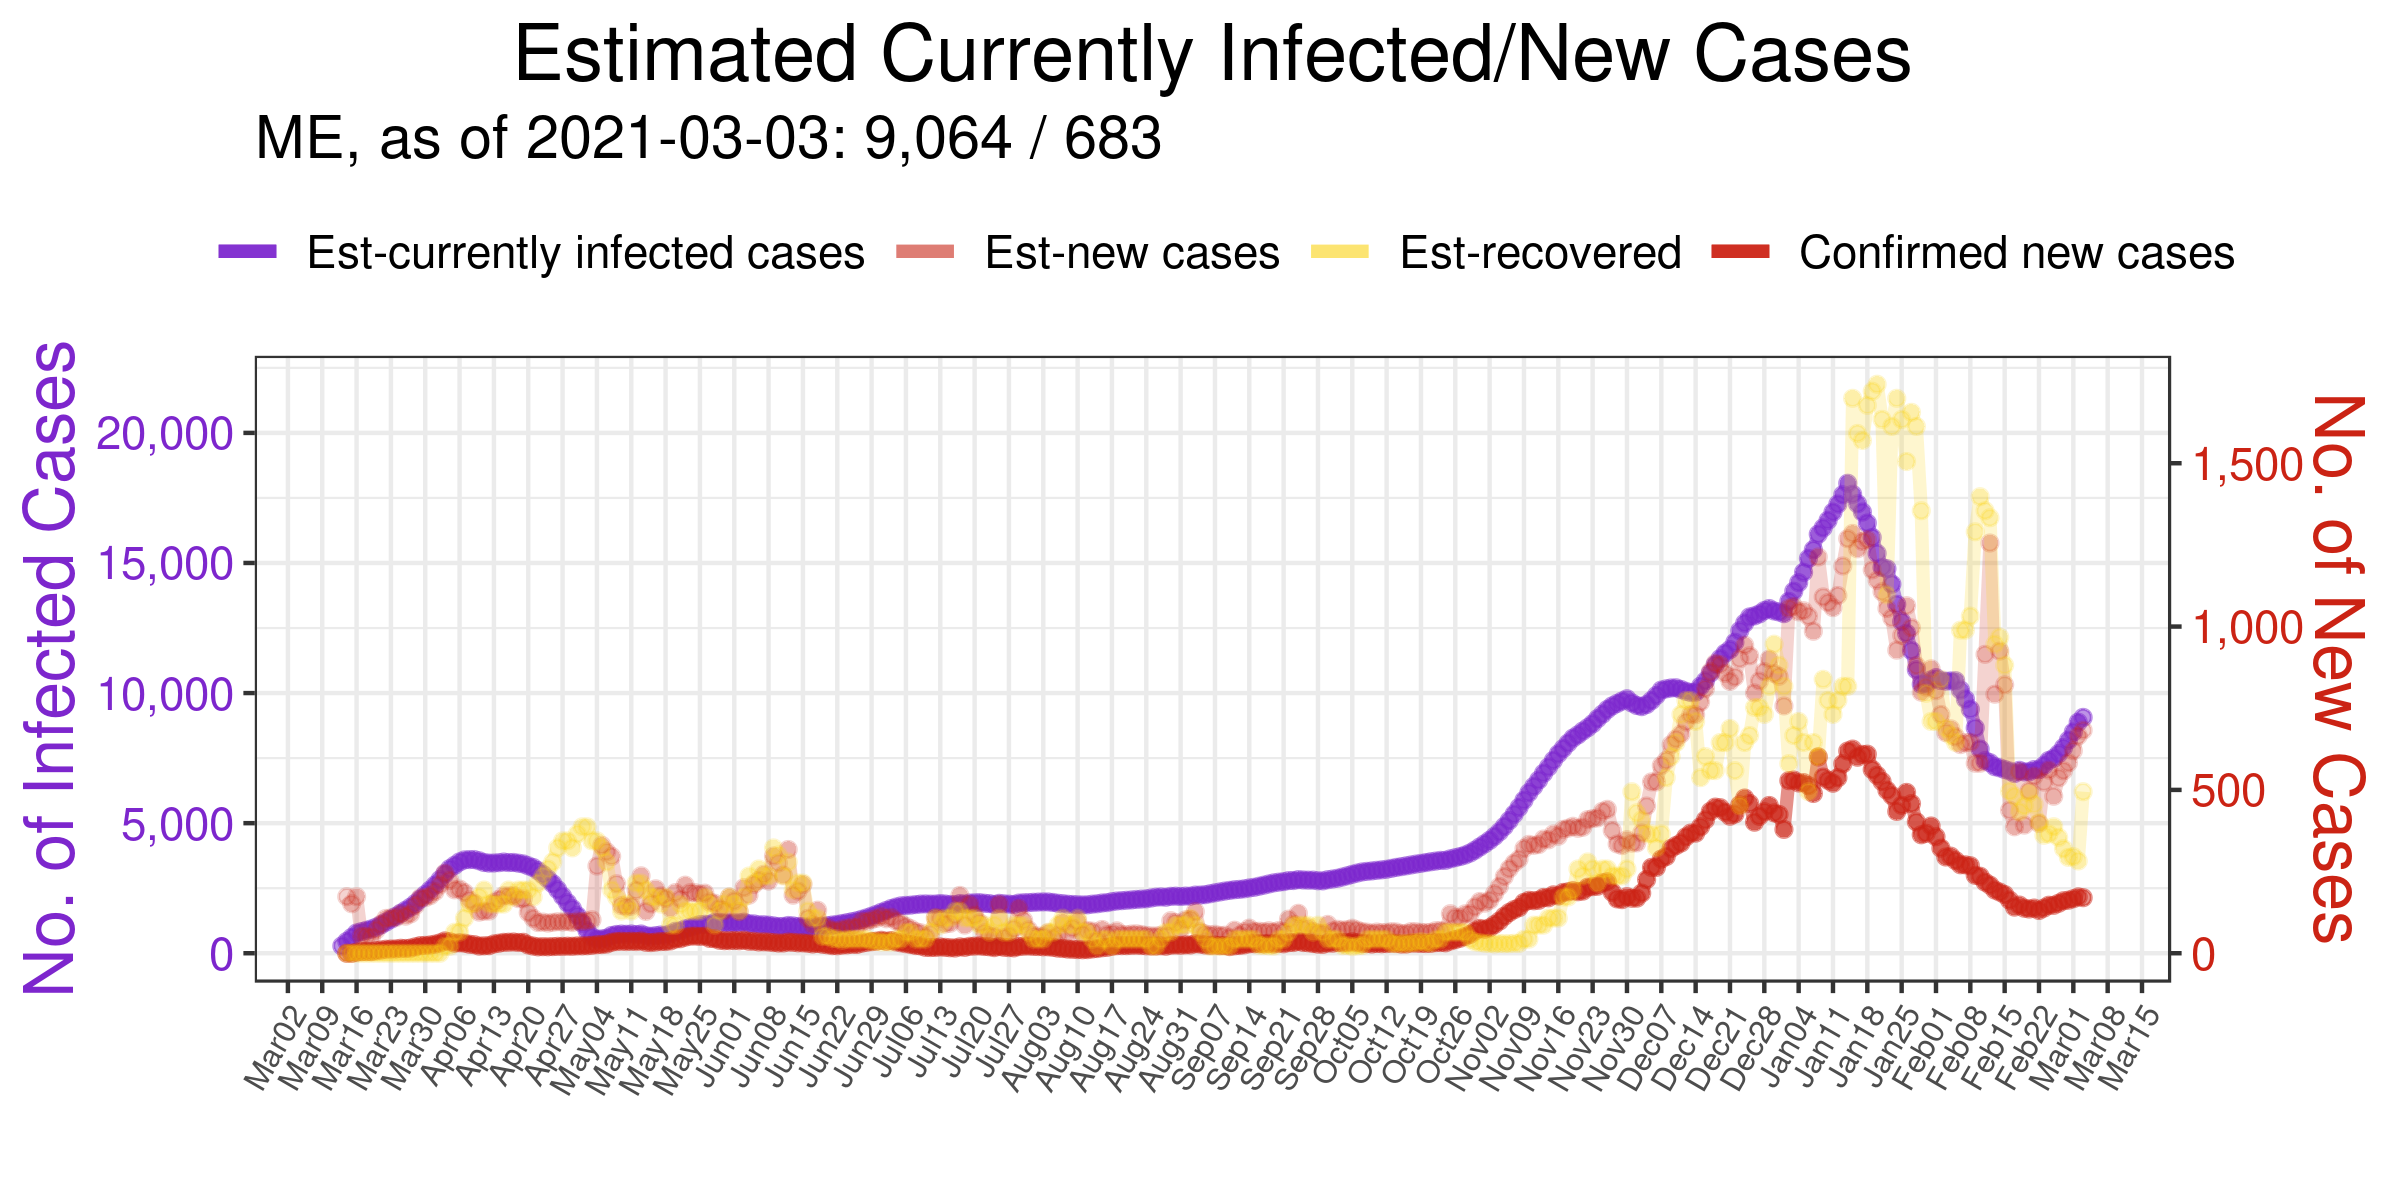 Estimated Currently Infected/New Cases
ME, as of 2021-03-03: 9,064 / 683
Est-currently infected cases Est-new cases Est-recovered Confirmed new cases
No. of Infected Cases
20,000
15,000
10,000
5,000
0
1,500
1,000
500
0
No. of New Cases
Mar02 Mar09 Mar16 Mar23 Mar30 Apr06 Apr13 Apr20 Apr27 May04 May11 May18 May25 Jun01 Jun08 Jun15 Jun22 Jun29 Jul06 Jul13 Jul20 Jul27 Aug03 Aug10 Aug17 Aug24 Aug31 Sep07 Sep14 Sep21 Sep28 Oct05 Oct12 Oct19 Oct26 Nov02 Nov09 Nov16 Nov23 Nov30 Dec07 Dec14 Dec21 Dec28 Jan04 Jan11 Jan18 Jan25 Feb01 Feb08 Feb15 Feb22 Mar01 Mar08 Mar15